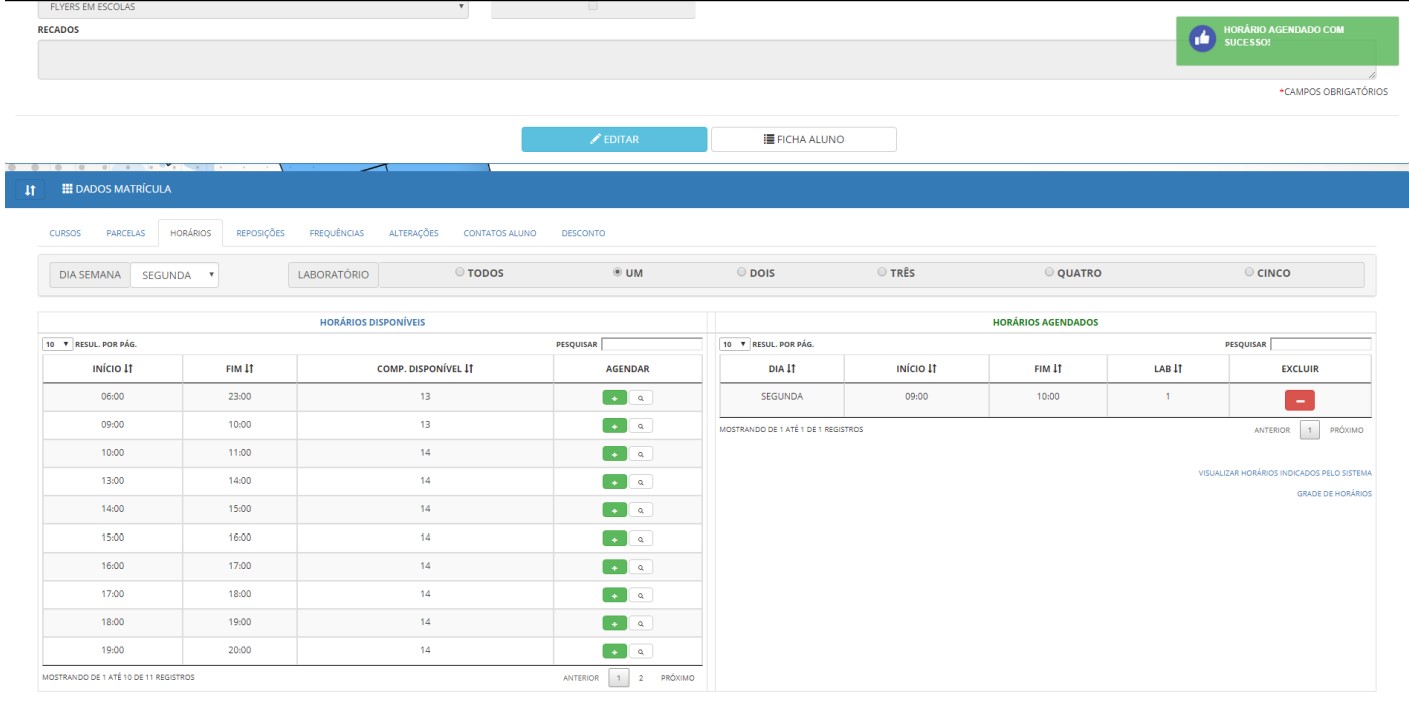 FLYERS EM ESCOLAS
RECADOS
HORÁRIO AGENDADO COM
SUCESSO!
*CAMPOS OBRIGATÓRIOS
EDITAR
FICHA ALUNO
DADOS MATRÍCULA
CURSOS PARCELAS HORÁRIOS REPOSIÇÕES FREQUÊNCIAS ALTERAÇÕES CONTATOS ALUNO DESCONTO
DIA SEMANA SEGUNDA LABORATÓRIO TODOS UM DOIS TRÊS QUATRO CINCO
HORÁRIOS DISPONÍVEIS
10 RESUL. POR PÁG. PESQUISAR
INÍCIO FIM COMP. DISPONÍVEL AGENDAR
06:00 23:00 13
09:00 10:00 13
10:00 11:00 14
13:00 14:00 14
14:00 15:00 14
15:00 16:00 14
16:00 17:00 14
17:00 18:00 14
18:00 19:00 14
19:00 20:00 14
MOSTRANDO DE 1 ATÉ 10 DE 11 REGISTROS ANTERIOR 1 2 PRÓXIMO
HORÁRIOS AGENDADOS
10 RESUL. POR PÁG. PESQUISAR
DIA INÍCIO FIM LAB EXCLUIR
SEGUNDA 09:00 10:00 1
MOSTRANDO DE 1 ATÉ 1 DE 1 REGISTROS ANTERIOR 1 PRÓXIMO
VISUALIZAR HORÁRIOS INDICADOS PELO SISTEMA
GRADE DE HORÁRIOS